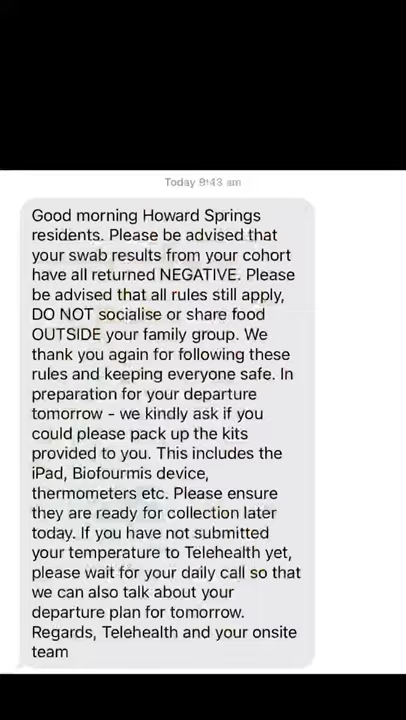 Today 9:43 am
Good morning Howard Springs
residents. Please be advised that
your swab results from your cohort
have all returned NEGATIVE. Please
be advised that all rules still apply,
DO NOT socialise or share food
OUTSIDE your family group. We
thank you again for following these
rules and keeping everyone safe. In
preparation for your departure
tomorrow - we kindly ask if you
could please pack up the kits
provided to you. This includes the
iPad, Biofourmis device,
thermometers etc. Please ensure
they are ready for collection later
today. If you have not submitted
your temperature to Telehealth yet,
please wait for your daily call so that
we can also talk about your
departure plan for tomorrow.
Regards, Telehealth and your onsite
team